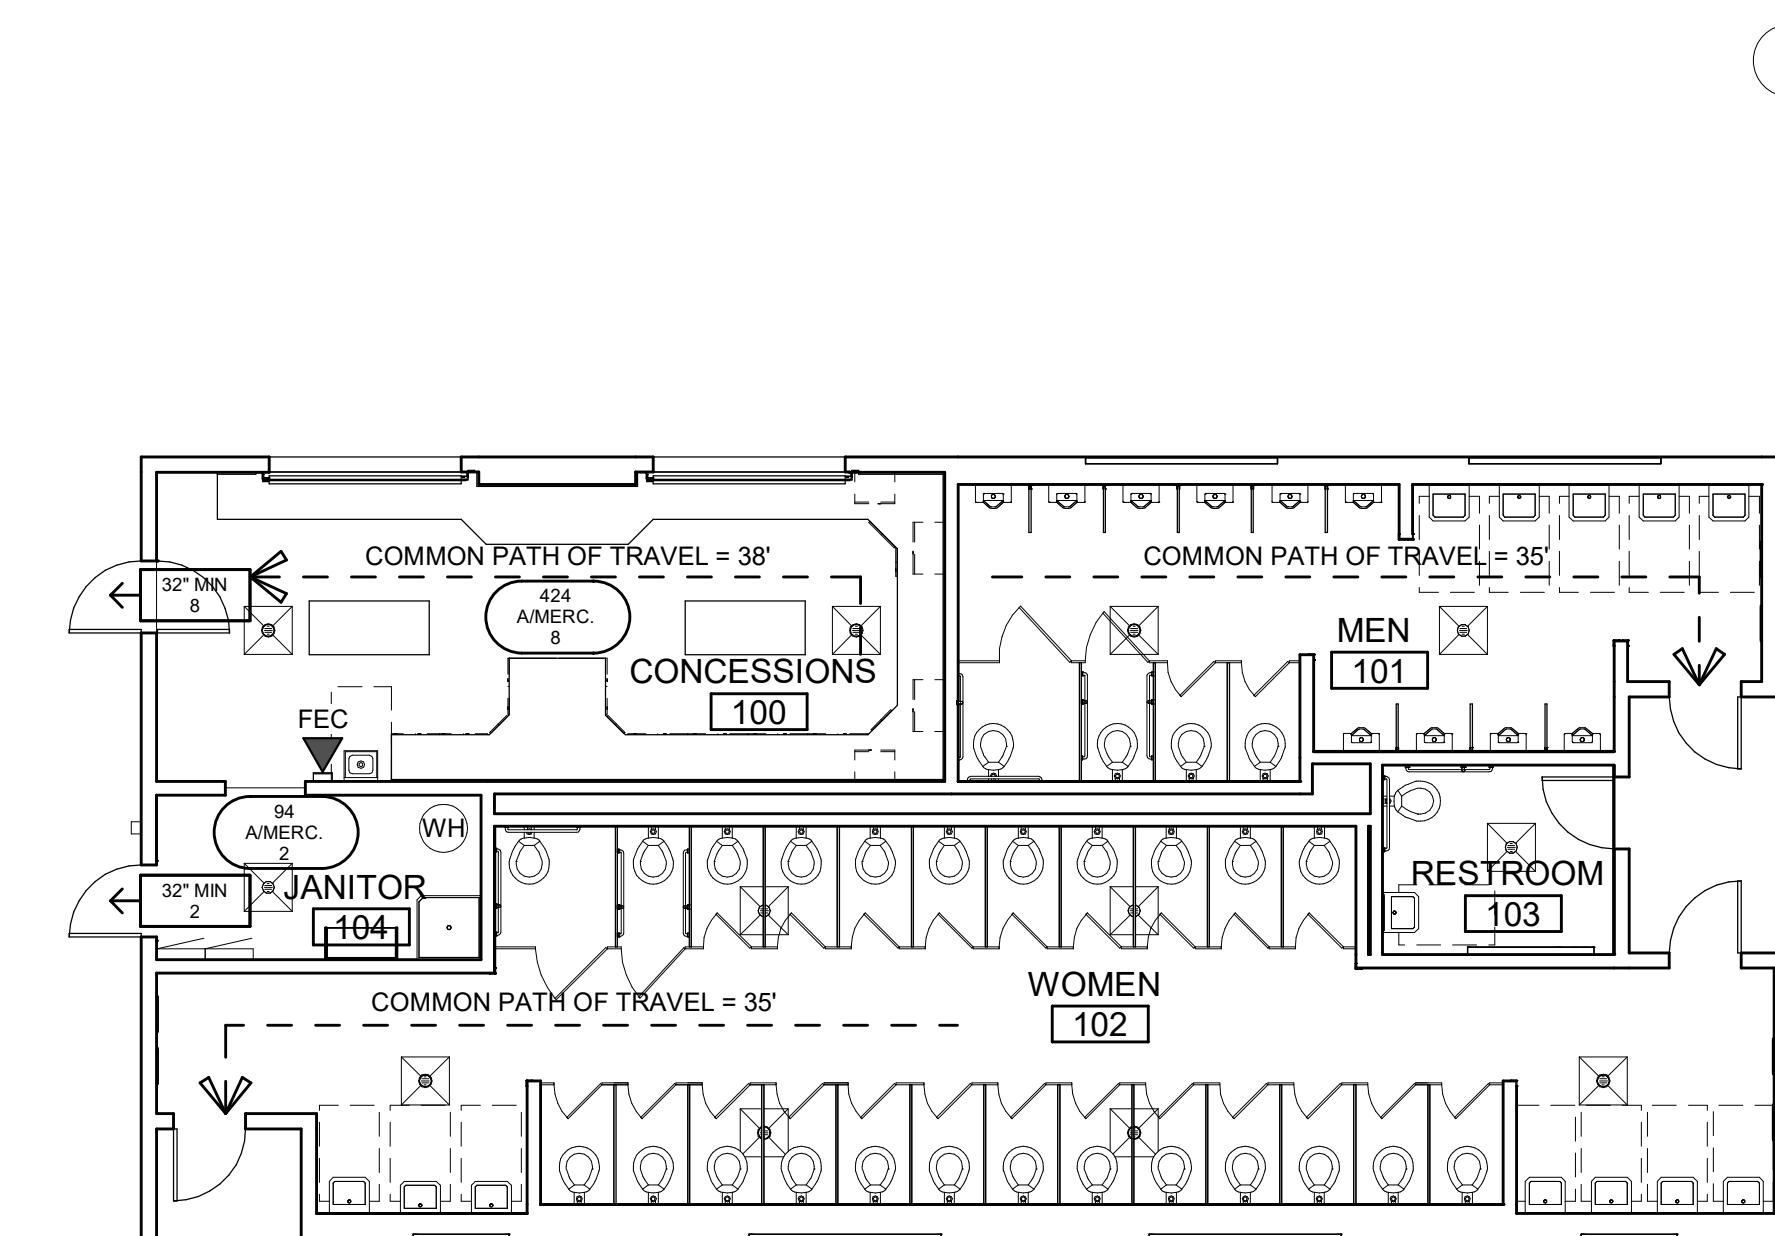 COMMON PATH OF TRAVEL = 38'
COMMON PATH OF TRAVEL = 35'
32" MIN
8
424
A/MERC.
8
CONCESSIONS
100
MEN
101
FEC
94
A/MERC.
2
WH
32" MIN
2
JANITOR
104
RESTROOM
103
COMMON PATH OF TRAVEL = 35'
WOMEN
102